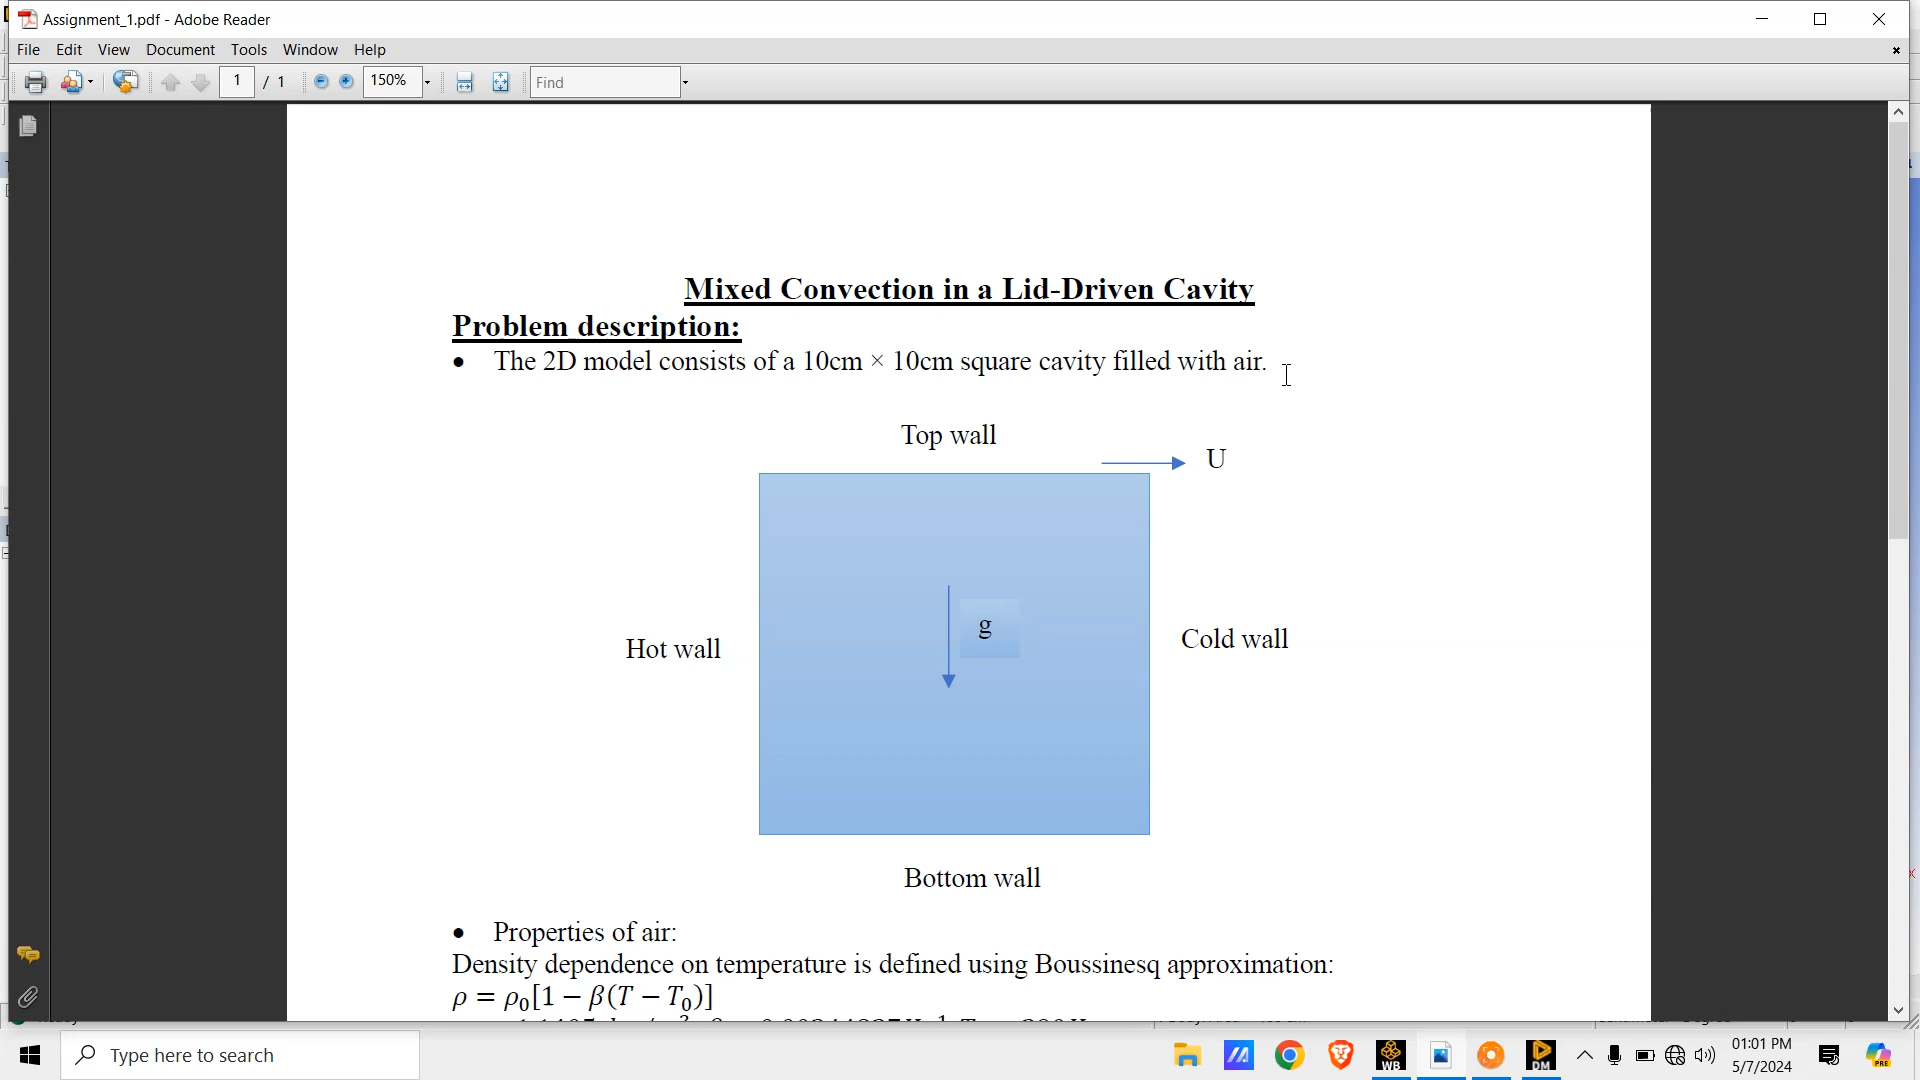 Assignment_1.pdf - Adobe Reader
File Edit View Document Tools Window Help
1 / 1 150% Find
Mixed Convection in a Lid-Driven Cavity
Problem description:
• The 2D model consists of a 10cm × 10cm square cavity filled with air.
Top wall
U
g
Hot wall
Cold wall
Bottom wall
• Properties of air:
Density dependence on temperature is defined using Boussinesq approximation:
ρ = ρ₀[1 − β(T − T₀)]
Type here to search
WB
DM
01:01 PM
5/7/2024
PRE